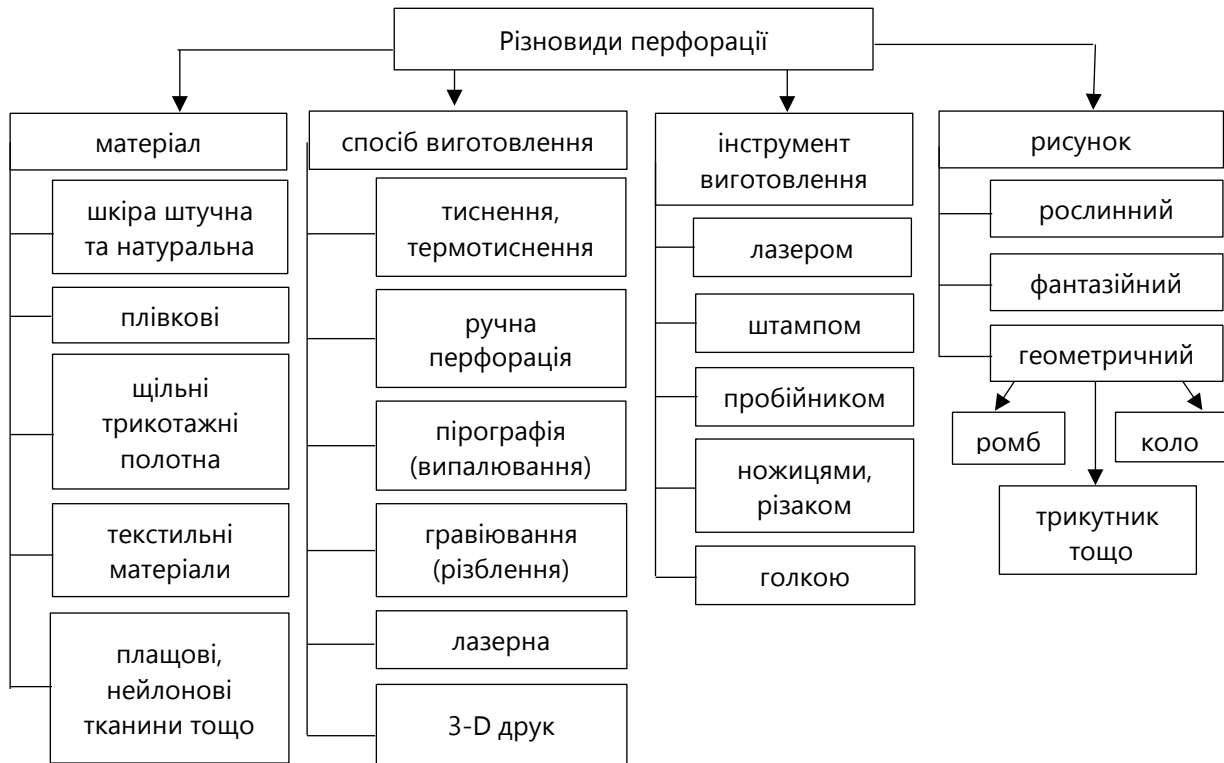 Різновиди перфорації
матеріал
шкіра штучна
та натуральна
плівкові
щільні
трикотажні
полотна
текстильні
матеріали
плащові,
нейлонові
тканини тощо
спосіб виготовлення
тиснення,
термотиснення
ручна
перфорація
пірографія
(випалювання)
гравіювання
(різблення)
лазерна
3-D друк
інструмент
виготовлення
лазером
штампом
пробійником
ножицями,
різаком
голкою
рисунок
рослинний
фантазійний
геометричний
ромб
коло
трикутник
тощо